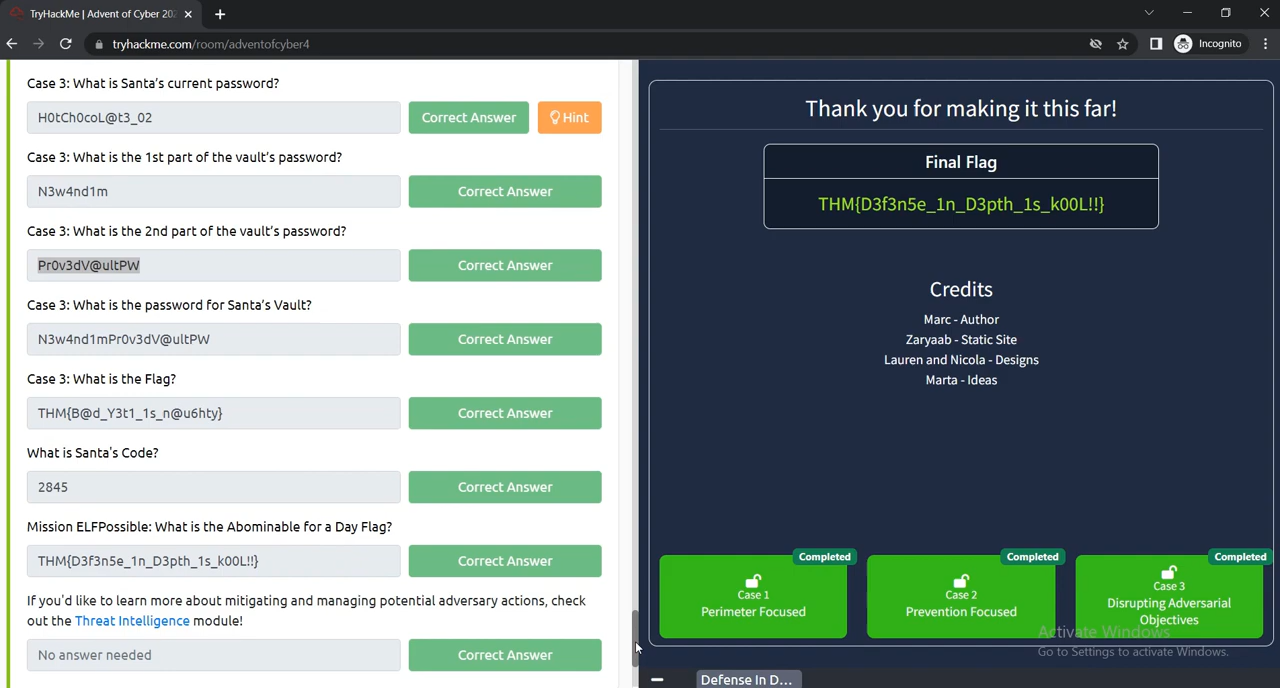 TryHackMe | Advent of Cyber 202
tryhackme.com/room/adventofcyber4
Incognito
Case 3: What is Santa's current password?
H0tCh0coL@t3_02
Correct Answer
Hint
Case 3: What is the 1st part of the vault's password?
N3w4nd1m
Correct Answer
Case 3: What is the 2nd part of the vault's password?
Pr0v3dV@ultPW
Correct Answer
Case 3: What is the password for Santa's Vault?
N3w4nd1mPr0v3dV@ultPW
Correct Answer
Case 3: What is the Flag?
THM{B@d_Y3t1_1s_n@u6hty}
Correct Answer
What is Santa's Code?
2845
Correct Answer
Mission ELFPossible: What is the Abominable for a Day Flag?
THM{D3f3n5e_1n_D3pth_1s_k00L!!}
Correct Answer
If you'd like to learn more about mitigating and managing potential adversary actions, check
out the Threat Intelligence module!
No answer needed
Correct Answer
Thank you for making it this far!
Final Flag
THM{D3f3n5e_1n_D3pth_1s_k00L!!}
Credits
Marc - Author
Zaryaab - Static Site
Lauren and Nicola - Designs
Marta - Ideas
Completed
Case 1
Perimeter Focused
Completed
Case 2
Prevention Focused
Completed
Case 3
Disrupting Adversarial
Objectives
Activate Windows
Go to Settings to activate Windows.
Defense In D...